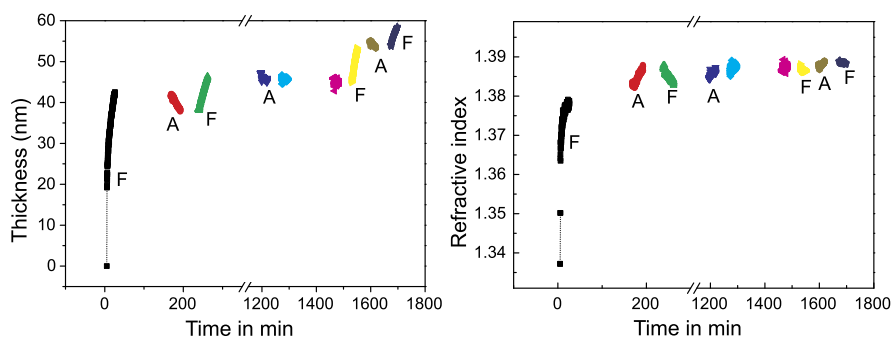 60
50
40
30
20
10
0
Thickness (nm)
F
A
F
A
F
A
F
0
200
1200
1400
1600
1800
Time in min
1.39
1.38
1.37
1.36
1.35
1.34
Refractive index
F
A
F
A
F
A
F
0
200
1200
1400
1600
1800
Time in min